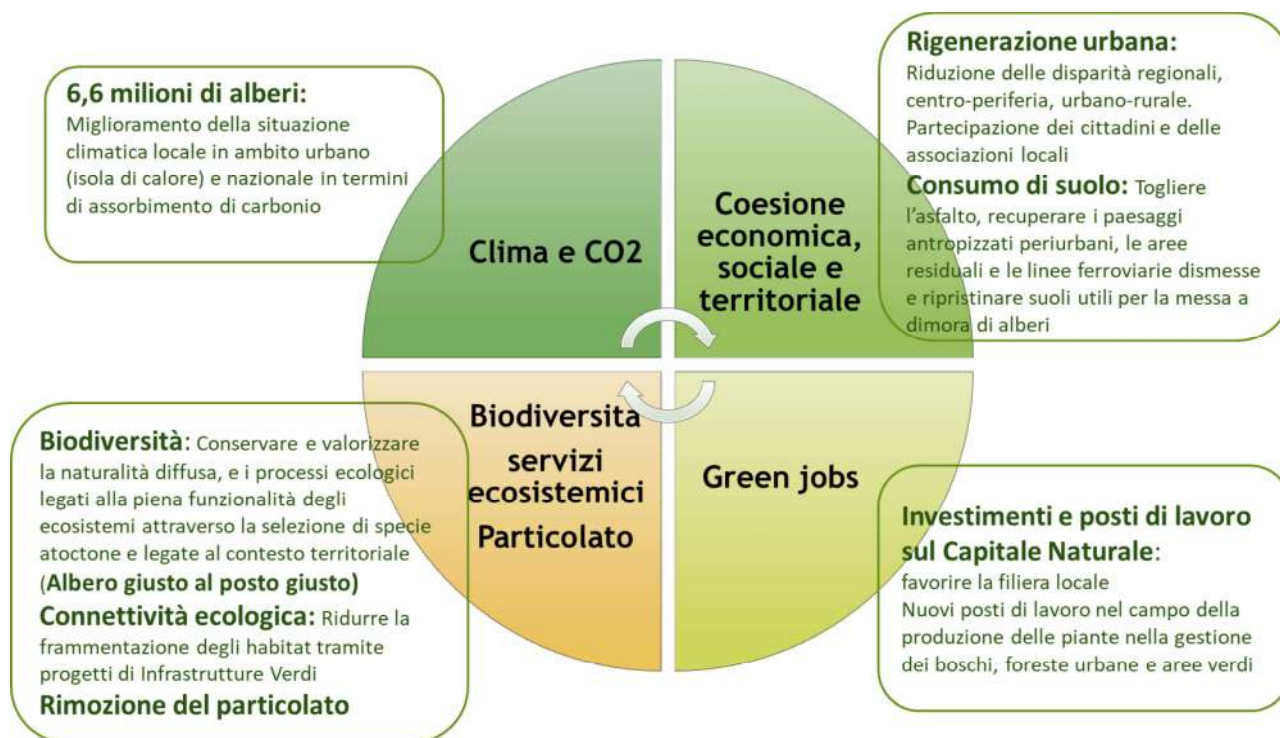 6,6 milioni di alberi:
Miglioramento della situazione
climatica locale in ambito urbano
(isola di calore) e nazionale in termini
di assorbimento di carbonio
Clima e CO2
Coesione
economica,
sociale e
territoriale
Rigenerazione urbana:
Riduzione delle disparità regionali,
centro-periferia, urbano-rurale.
Partecipazione dei cittadini e delle
associazioni locali
Consumo di suolo: Togliere
l'asfalto, recuperare i paesaggi
antropizzati periurbani, le aree
residuali e le linee ferroviarie dismesse
e ripristinare suoli utili per la messa a
dimora di alberi
Biodiversità: Conservare e valorizzare
la naturalità diffusa, e i processi ecologici
legati alla piena funzionalità degli
ecosistemi attraverso la selezione di specie
atoctone e legate al contesto territoriale
(Albero giusto al posto giusto)
Connettività ecologica: Ridurre la
frammentazione degli habitat tramite
progetti di Infrastrutture Verdi
Rimozione del particolato
Biodiversita
servizi
ecosistemici
Particolato
Green jobs
Investimenti e posti di lavoro
sul Capitale Naturale:
favorire la filiera locale
Nuovi posti di lavoro nel campo della
produzione delle piante nella gestione
dei boschi, foreste urbane e aree verdi